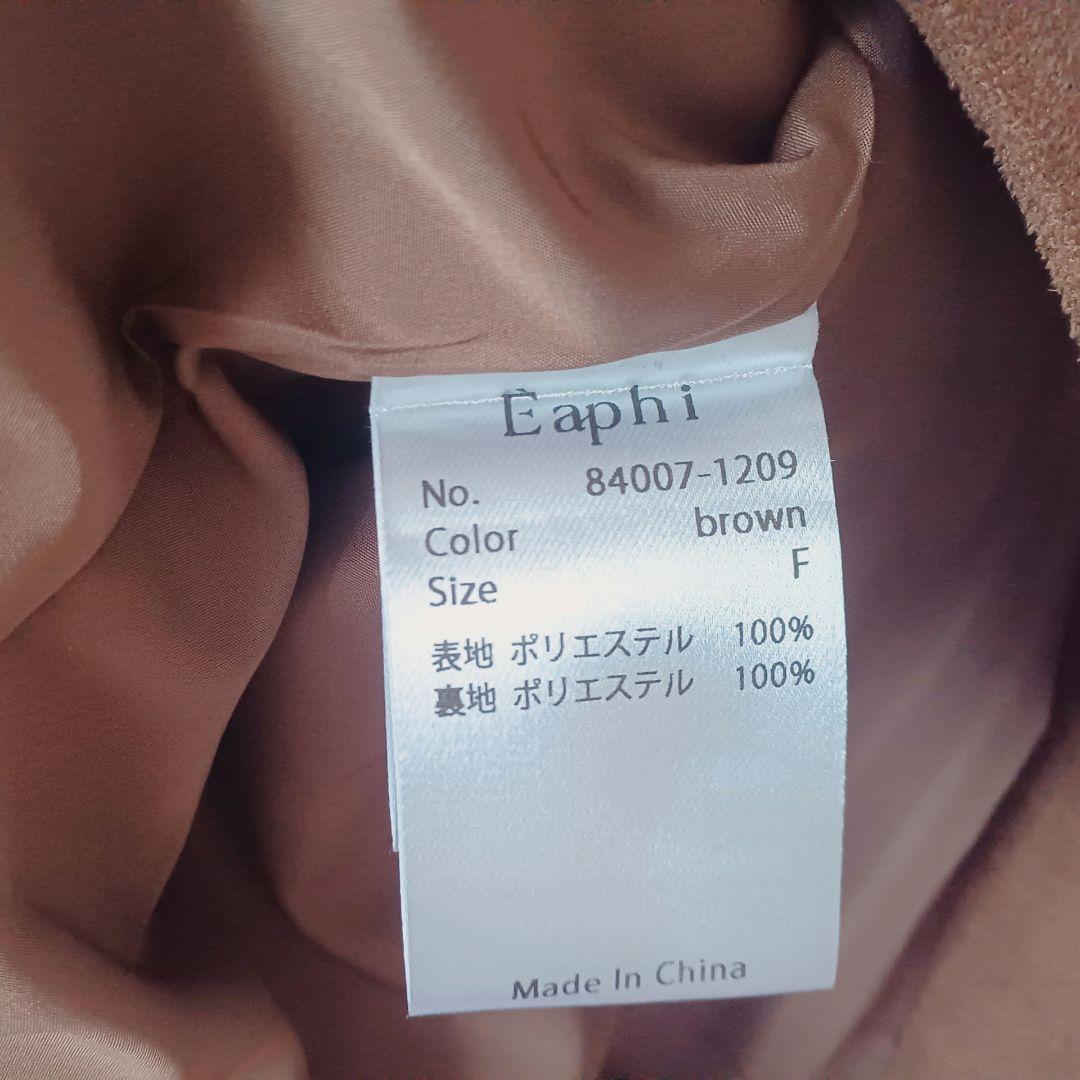 Èaphi
No. 84007-1209
Color brown
Size F
表地 ポリエステル 100%
裏地 ポリエステル 100%
Made In China